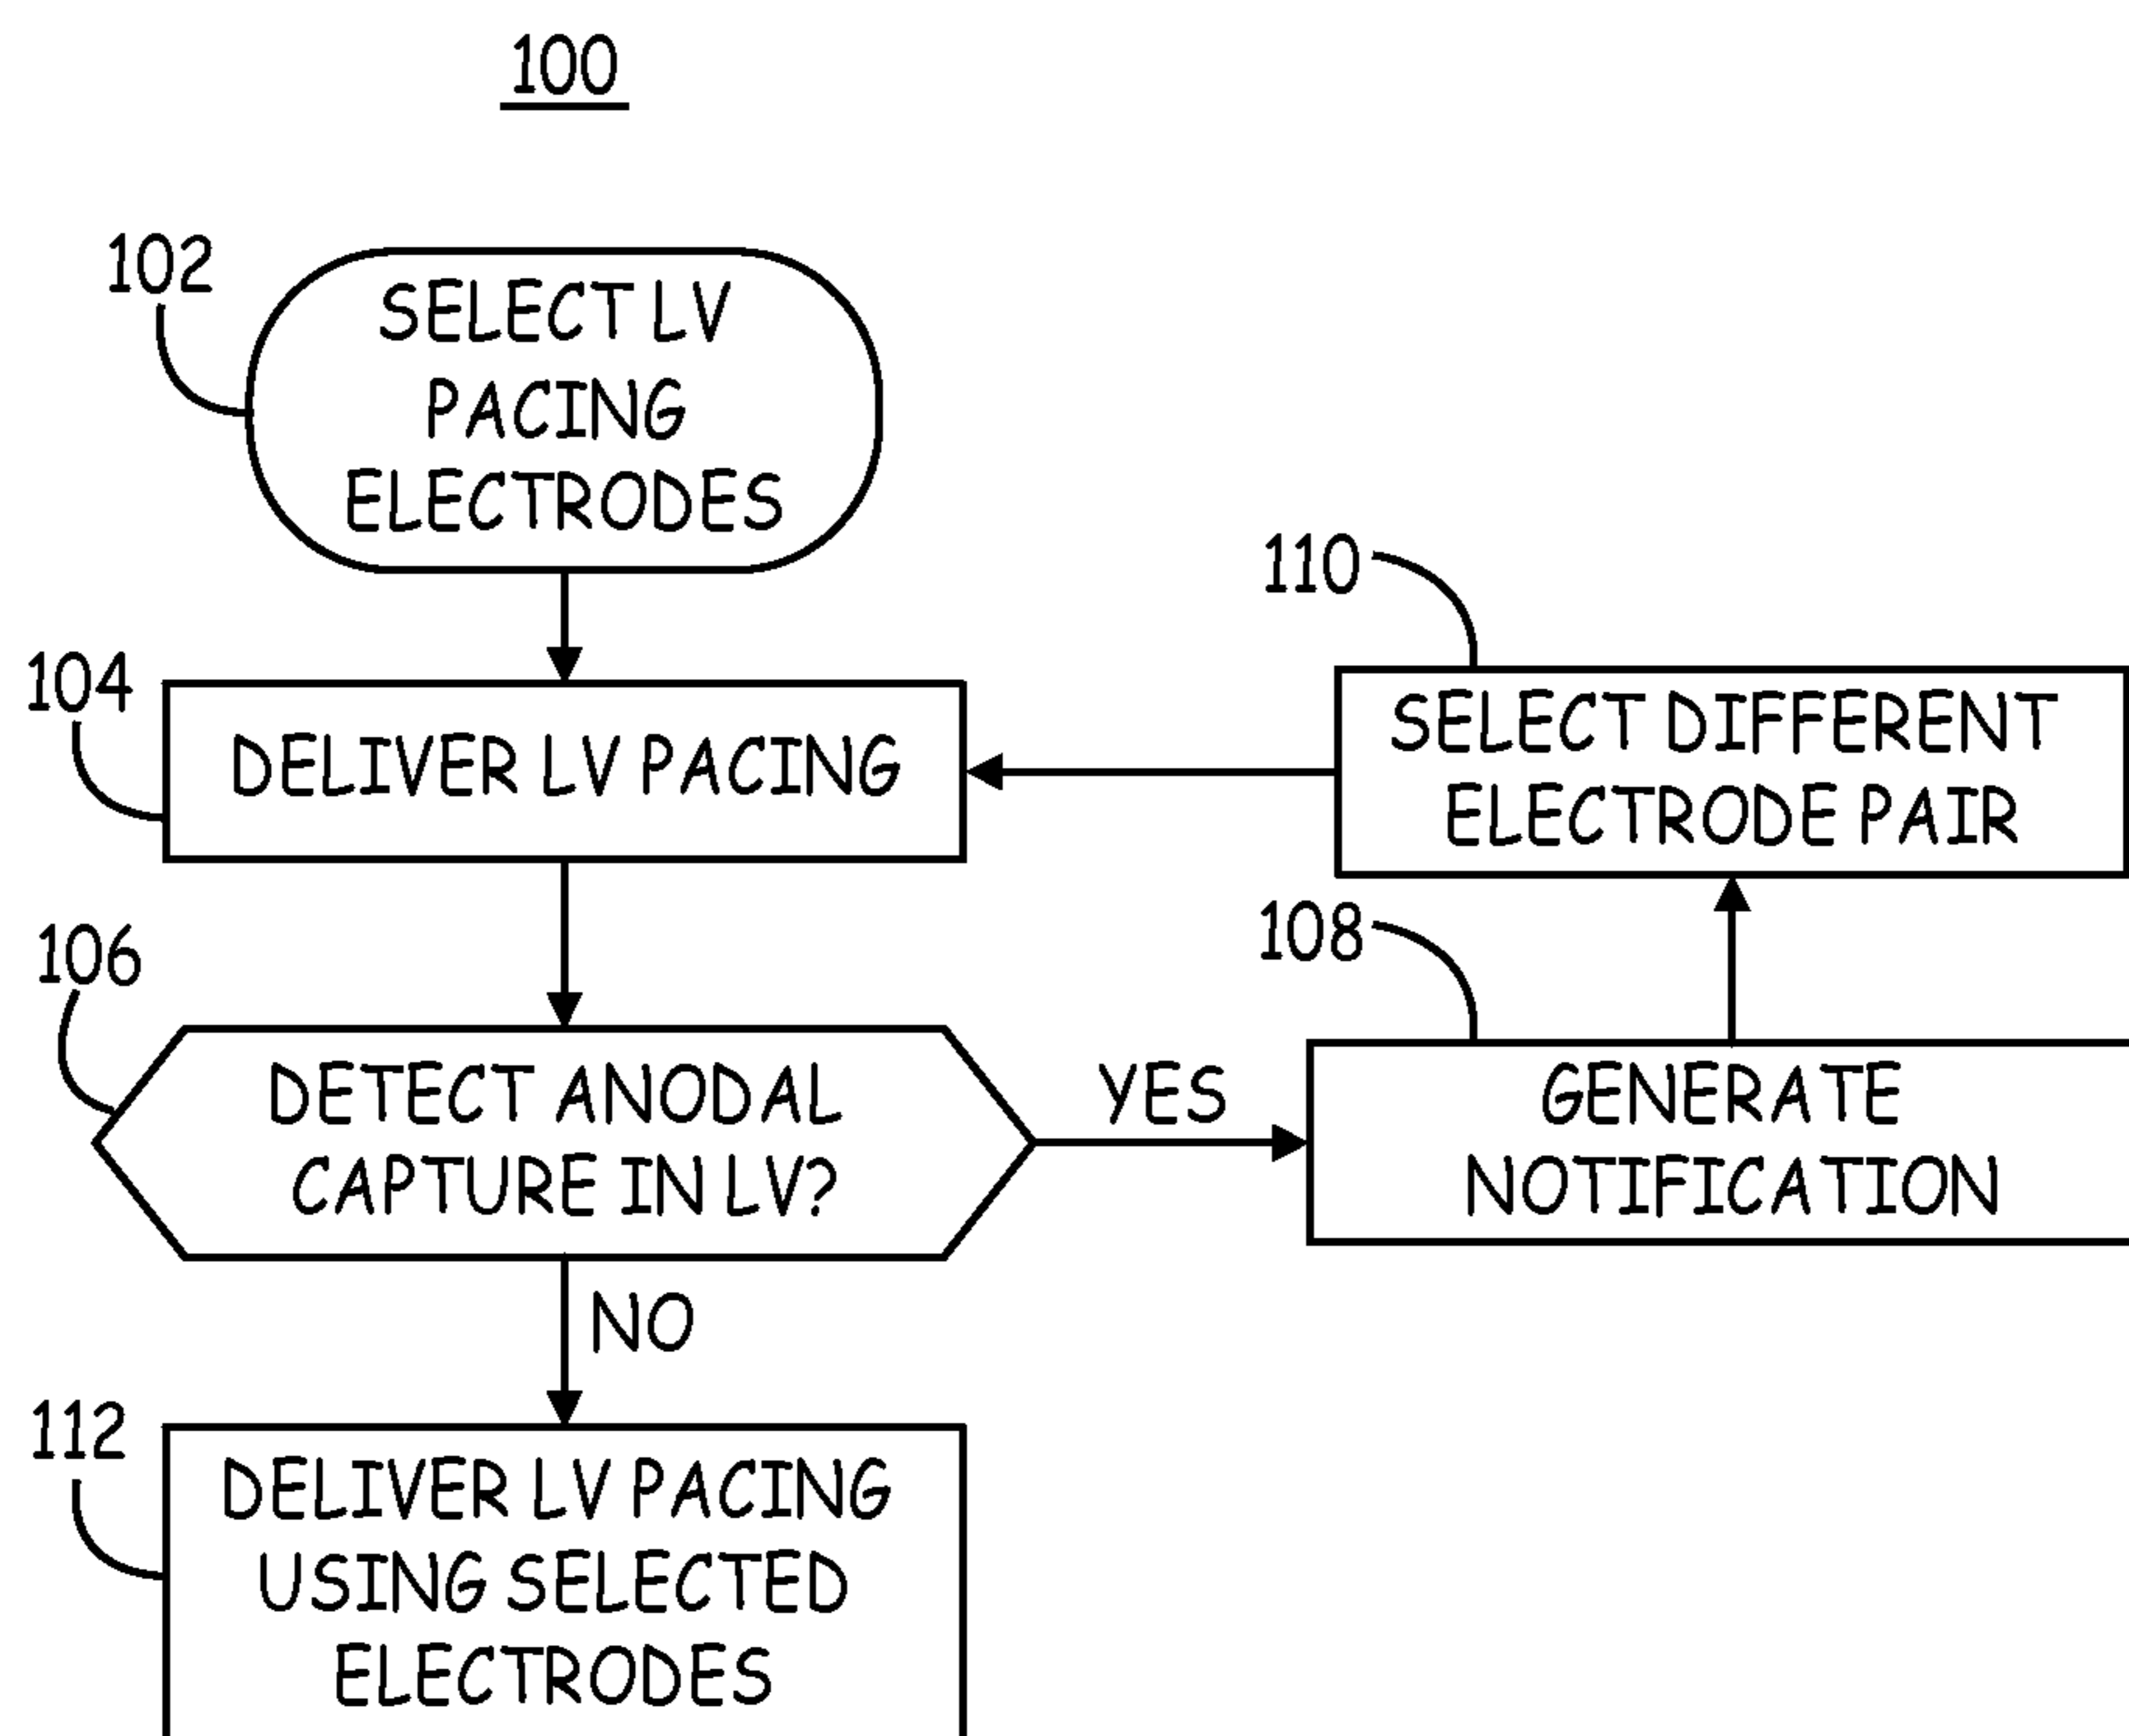 100
102
SELECT LV
PACING
ELECTRODES
104
DELIVER LV PACING
110
SELECT DIFFERENT
ELECTRODE PAIR
106
DETECT ANODAL
CAPTURE IN LV?
YES
108
GENERATE
NOTIFICATION
NO
112
DELIVER LV PACING
USING SELECTED
ELECTRODES